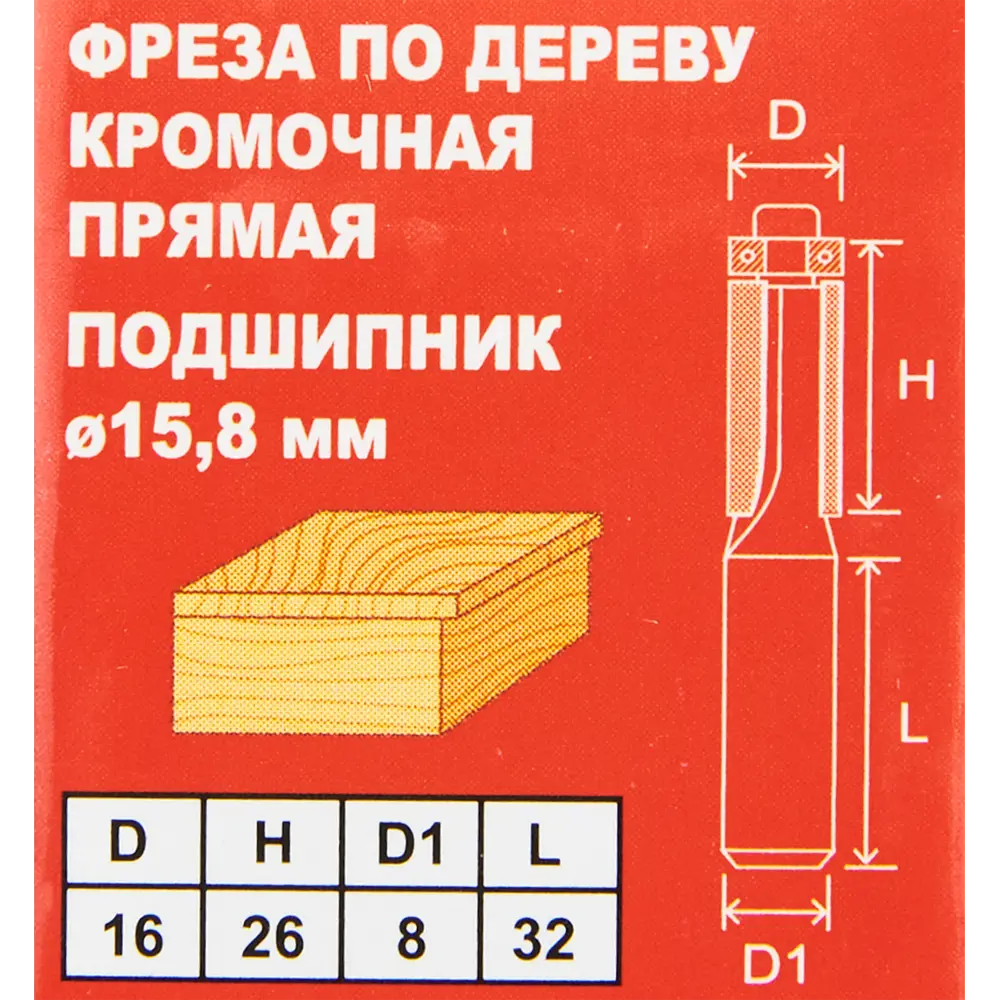 ФРЕЗА ПО ДЕРЕВУ
КРОМОЧНАЯ
ПРЯМАЯ
ПОДШИПНИК
ø15,8 мм
D
H
L
D1
D H D1 L
16 26 8 32